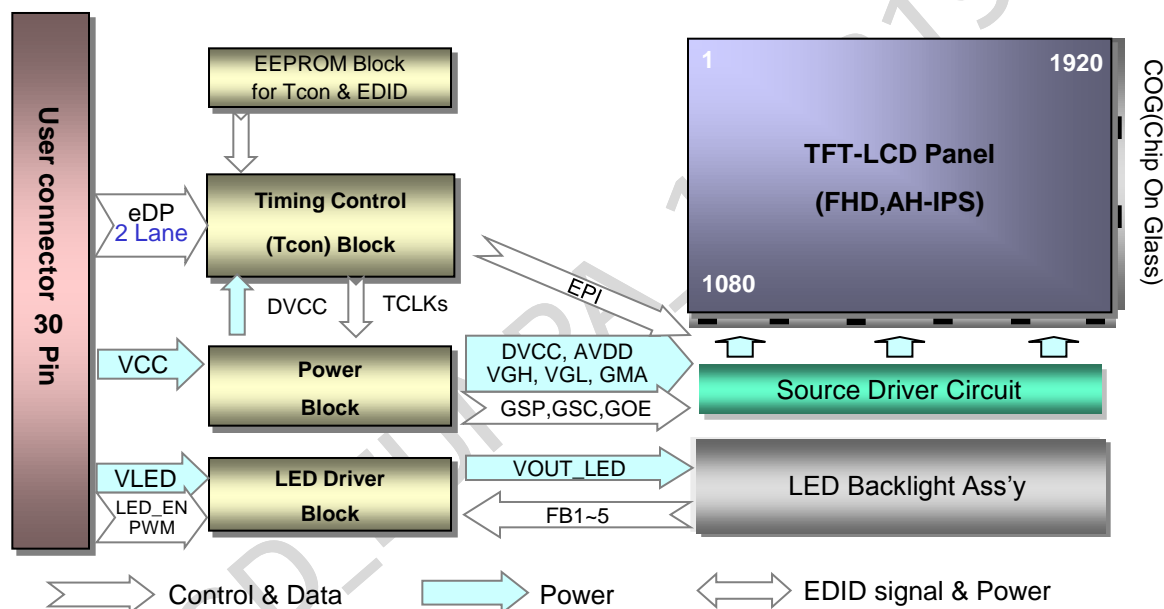 User connector 30 Pin
EEPROM Block
for Tcon & EDID
eDP
2 Lane
Timing Control
(Tcon) Block
DVCC
TCLKs
EPI
1
1920
TFT-LCD Panel
(FHD,AH-IPS)
1080
COG(Chip On Glass)
VCC
Power
Block
DVCC, AVDD
VGH, VGL, GMA
GSP,GSC,GOE
Source Driver Circuit
VLED
LED_EN
PWM
LED Driver
Block
VOUT_LED
FB1~5
LED Backlight Ass'y
Control & Data
Power
EDID signal & Power